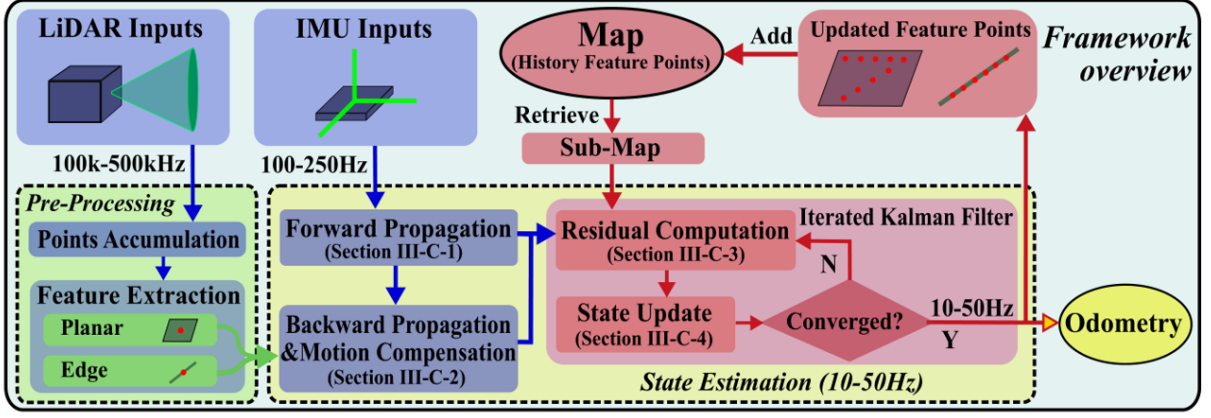 LiDAR Inputs
IMU Inputs
Map
(History Feature Points)
Add
Updated Feature Points
Framework
overview
100k-500kHz
100-250Hz
Retrieve
Sub-Map
Pre-Processing
Points Accumulation
Feature Extraction
Planar
Edge
Forward Propagation
(Section III-C-1)
Backward Propagation
&Motion Compensation
(Section III-C-2)
Iterated Kalman Filter
Residual Computation
(Section III-C-3)
N
State Update
(Section III-C-4)
Converged?
10-50Hz
Y
Odometry
State Estimation (10-50Hz)